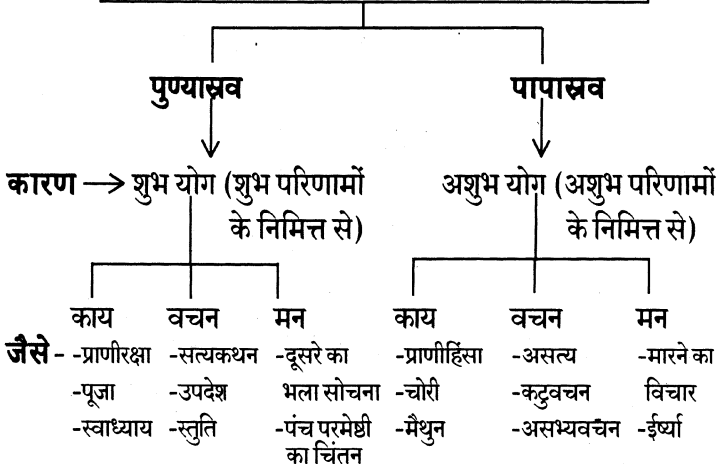 पुण्यास्रव पापास्रव
कारण → शुभ योग (शुभ परिणामों अशुभ योग (अशुभ परिणामों
के निमित्त से) के निमित्त से)
काय वचन मन काय वचन मन
जैसे - -प्राणीरक्षा -सत्यकथन -दूसरे का -प्राणीहिंसा -असत्य -मारने का
-पूजा -उपदेश भला सोचना -चोरी -कटुवचन विचार
-स्वाध्याय -स्तुति -पंच परमेष्ठी -मैथुन -असभ्यवचन -ईर्ष्या
का चिंतन